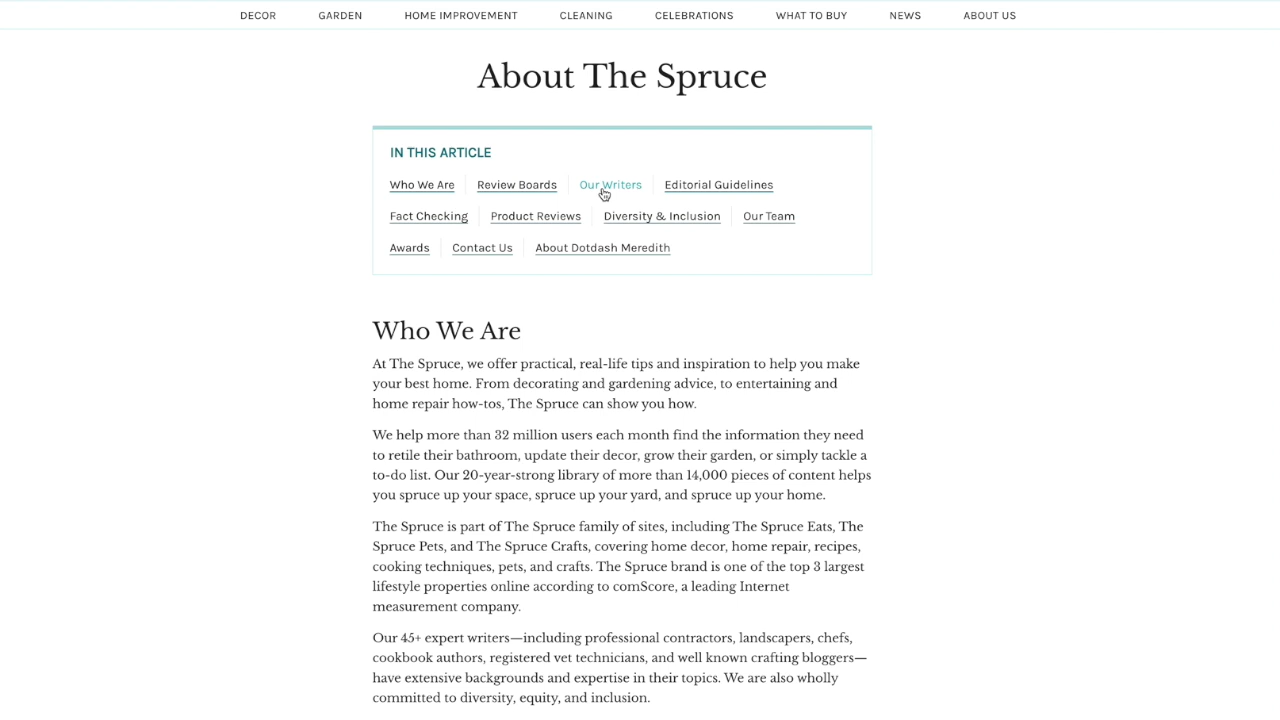 DECOR GARDEN HOME IMPROVEMENT CLEANING CELEBRATIONS WHAT TO BUY NEWS ABOUT US
About The Spruce
IN THIS ARTICLE
Who We Are Review Boards Our Writers Editorial Guidelines
Fact Checking Product Reviews Diversity & Inclusion Our Team
Awards Contact Us About Dotdash Meredith
Who We Are
At The Spruce, we offer practical, real-life tips and inspiration to help you make
your best home. From decorating and gardening advice, to entertaining and
home repair how-tos, The Spruce can show you how.
We help more than 32 million users each month find the information they need
to retile their bathroom, update their decor, grow their garden, or simply tackle a
to-do list. Our 20-year-strong library of more than 14,000 pieces of content helps
you spruce up your space, spruce up your yard, and spruce up your home.
The Spruce is part of The Spruce family of sites, including The Spruce Eats, The
Spruce Pets, and The Spruce Crafts, covering home decor, home repair, recipes,
cooking techniques, pets, and crafts. The Spruce brand is one of the top 3 largest
lifestyle properties online according to comScore, a leading Internet
measurement company.
Our 45+ expert writers—including professional contractors, landscapers, chefs,
cookbook authors, registered vet technicians, and well known crafting bloggers—
have extensive backgrounds and expertise in their topics. We are also wholly
committed to diversity, equity, and inclusion.